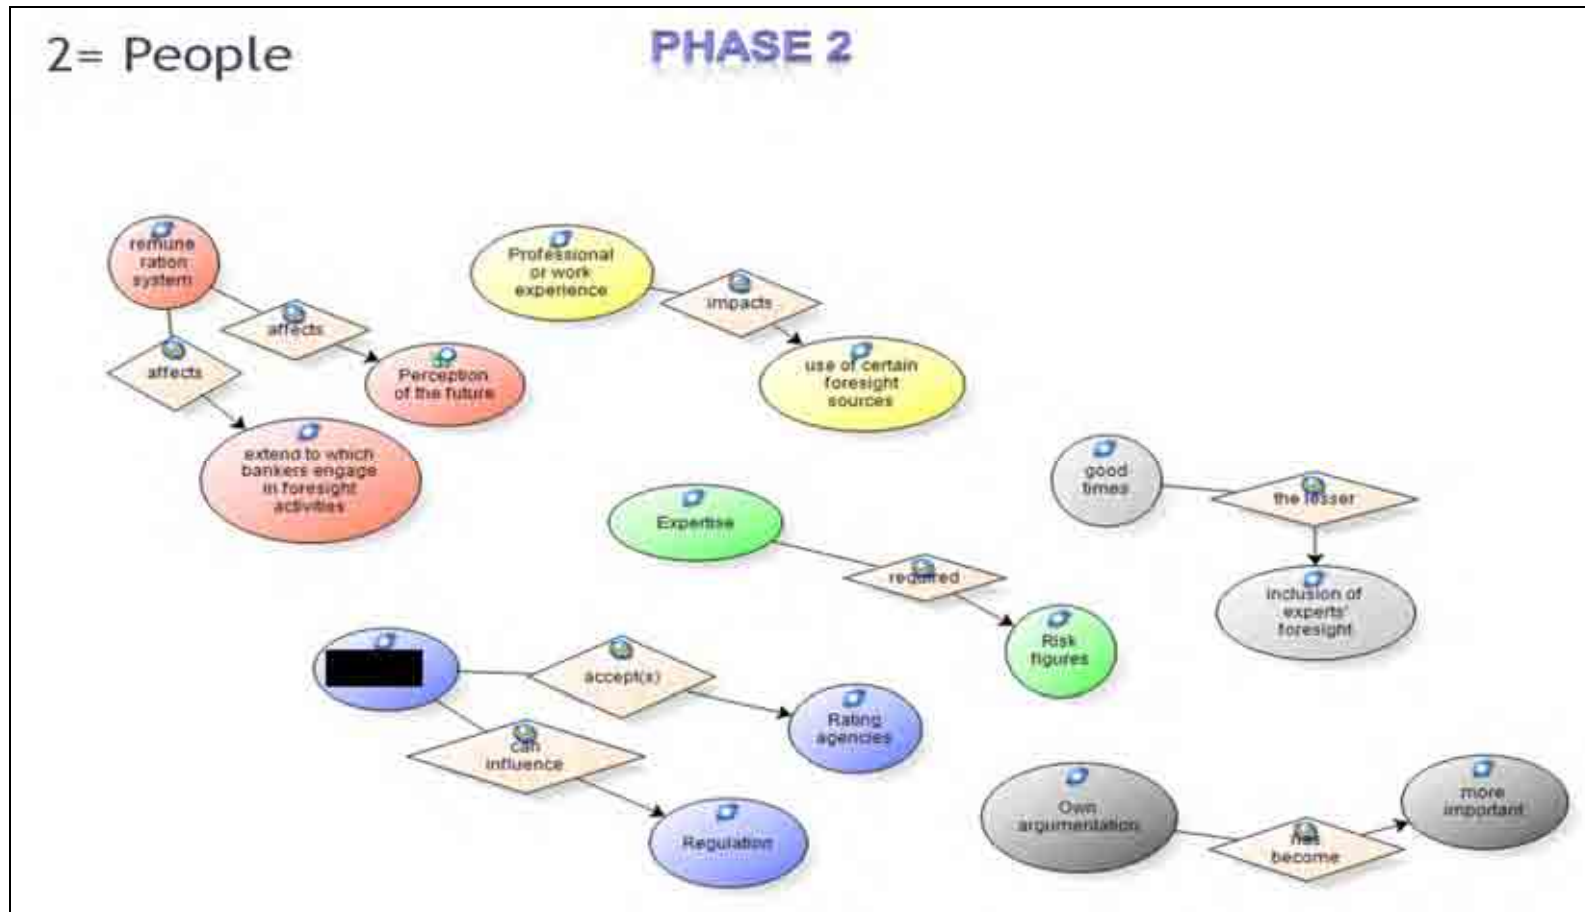 2= People
PHASE 2
remune
ration
system
affects
affects
Perception
of the future
extend to which
bankers engage
in foresight
activities
Professional
or work
experience
impacts
use of certain
foresight
sources
good
times
the lesser
inclusion of
experts'
foresight
Expertise
required
Risk
figures
accept(x)
Rating
agencies
can
influence
Regulation
Own
argumentation
has
become
more
important